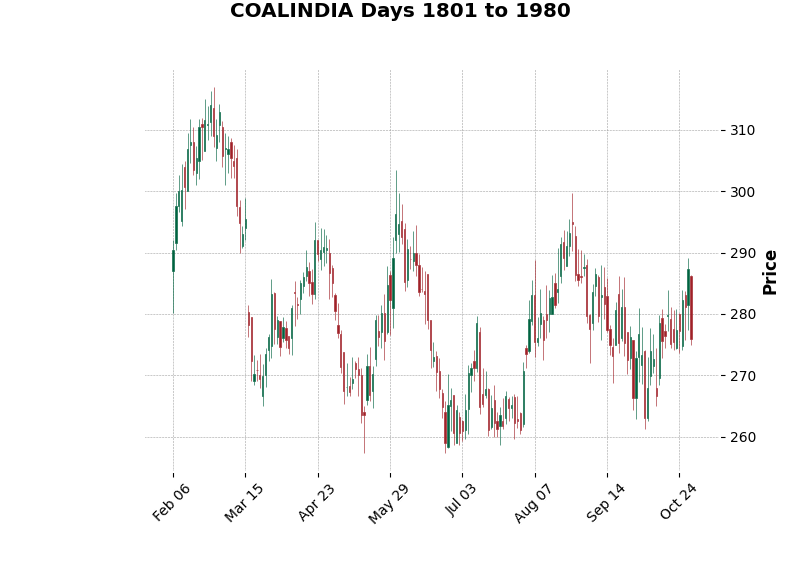 COALINDIA Days 1801 to 1980
310
300
290
280
270
260
Price
Feb 06
Mar 15
Apr 23
May 29
Jul 03
Aug 07
Sep 14
Oct 24